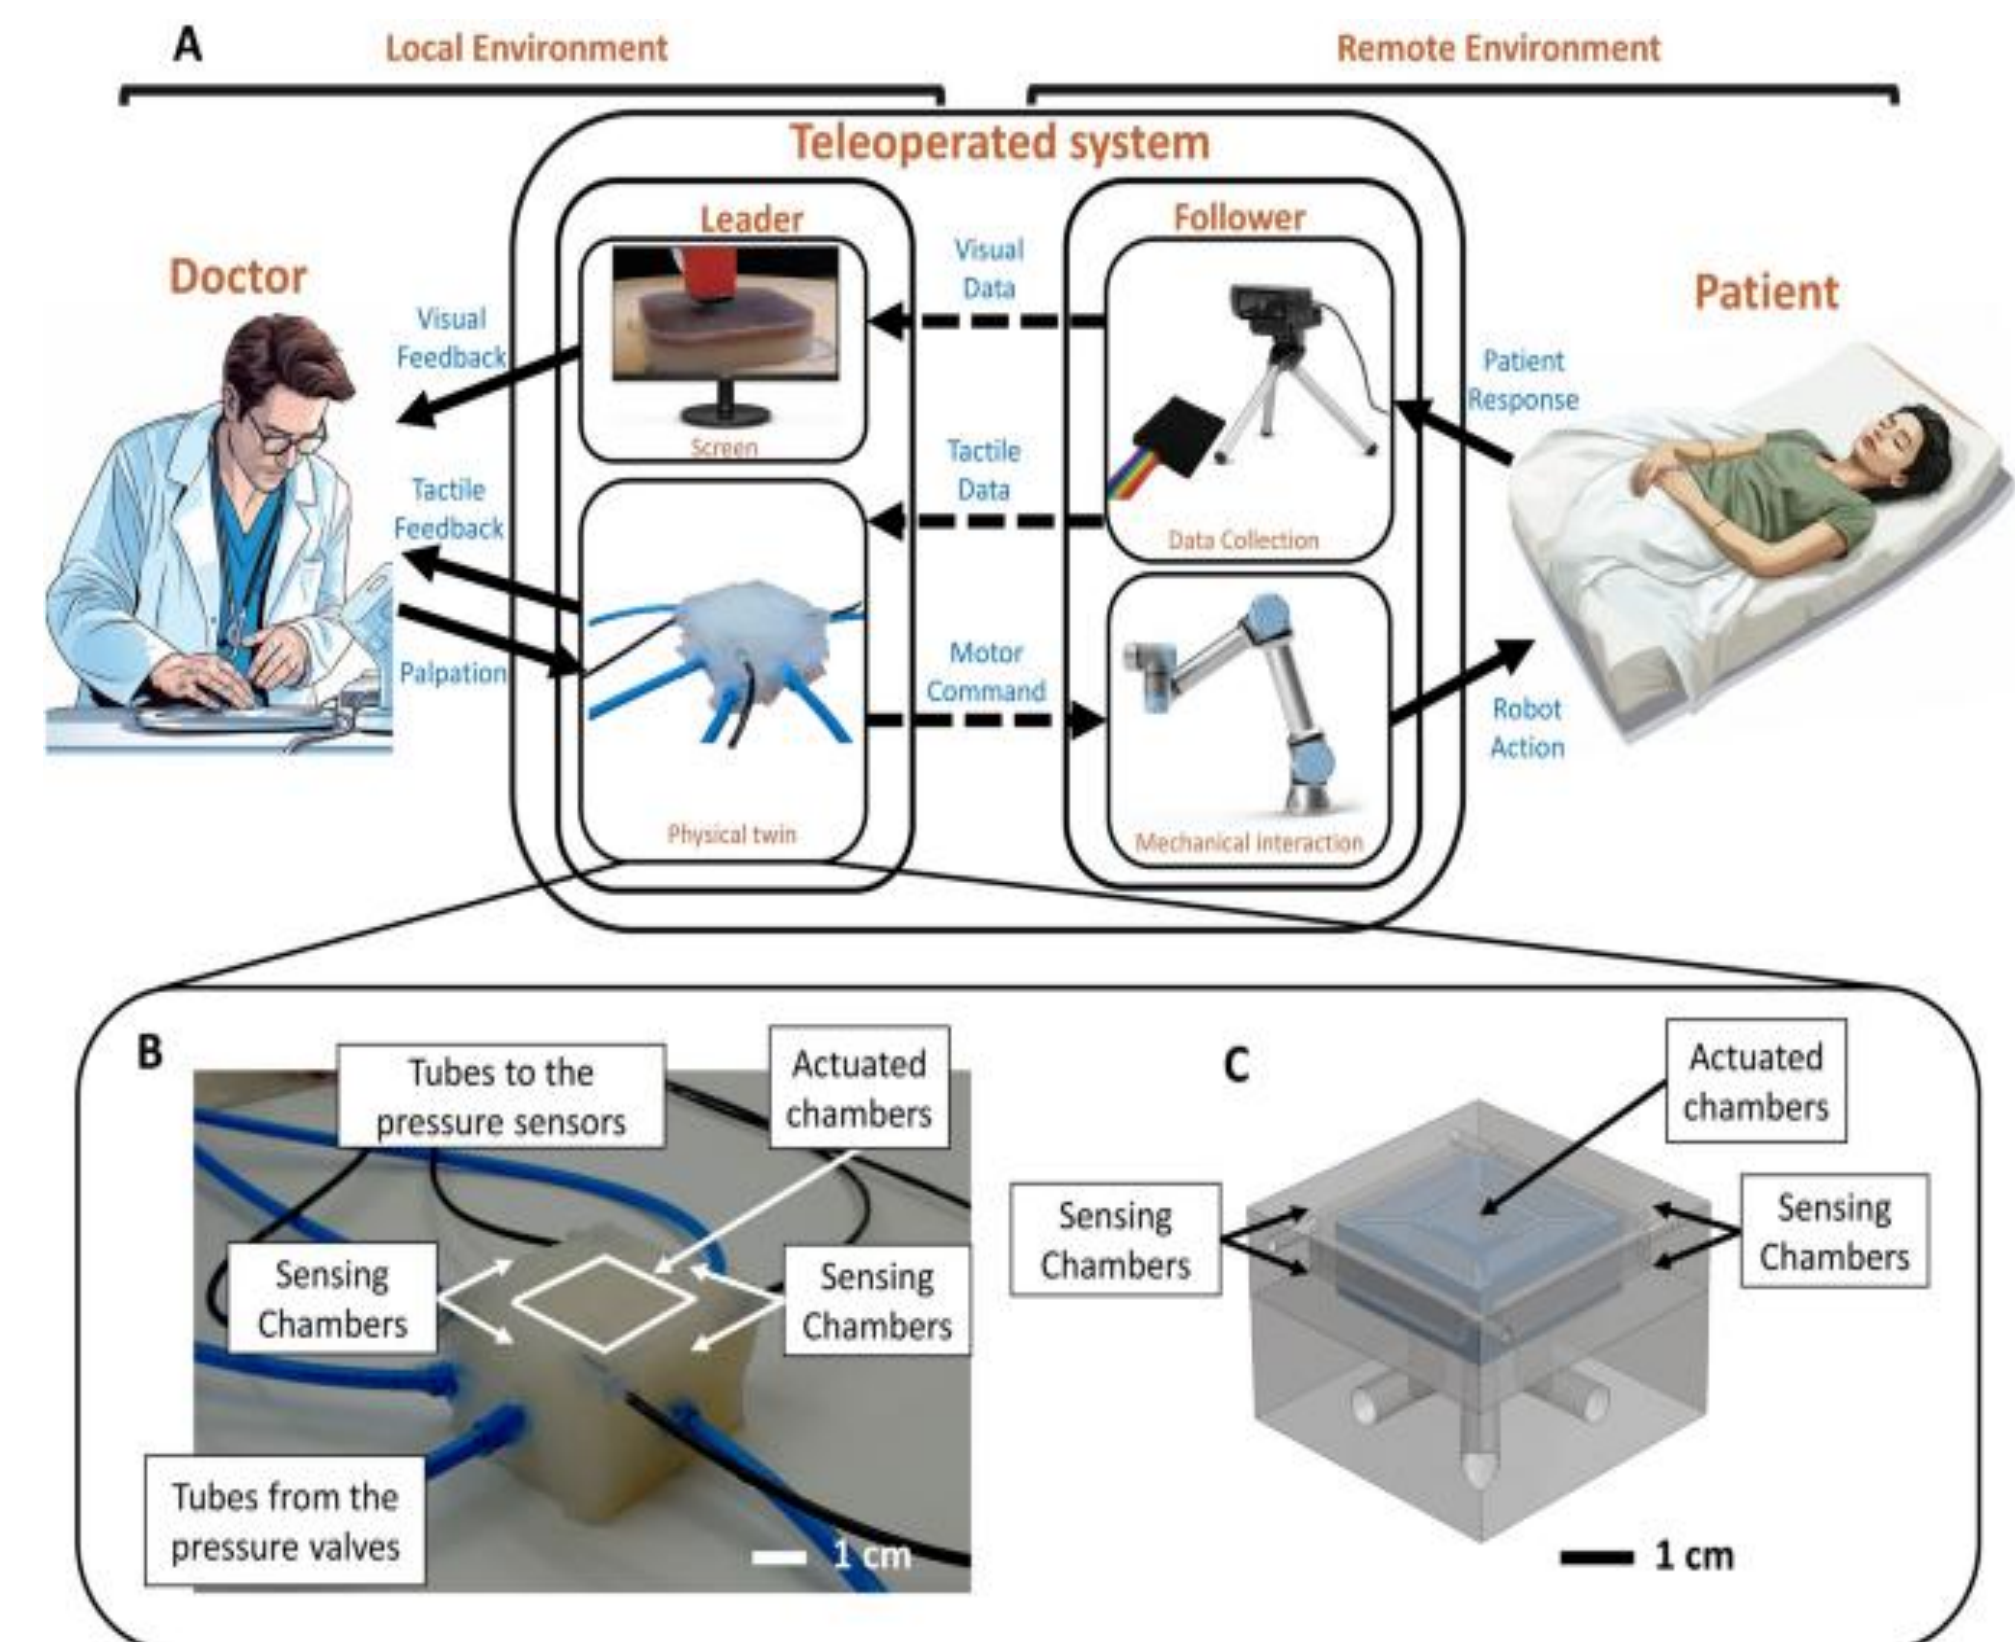 A
Local Environment
Remote Environment
Teleoperated system
Leader
Follower
Doctor
Patient
Visual
Feedback
Tactile
Feedback
Palpation
Screen
Physical twin
Visual
Data
Tactile
Data
Motor
Command
Data Collection
Mechanical interaction
Patient
Response
Robot
Action
B
Tubes to the
pressure sensors
Actuated
chambers
Sensing
Chambers
Sensing
Chambers
Tubes from the
pressure valves
1 cm
C
Actuated
chambers
Sensing
Chambers
Sensing
Chambers
1 cm